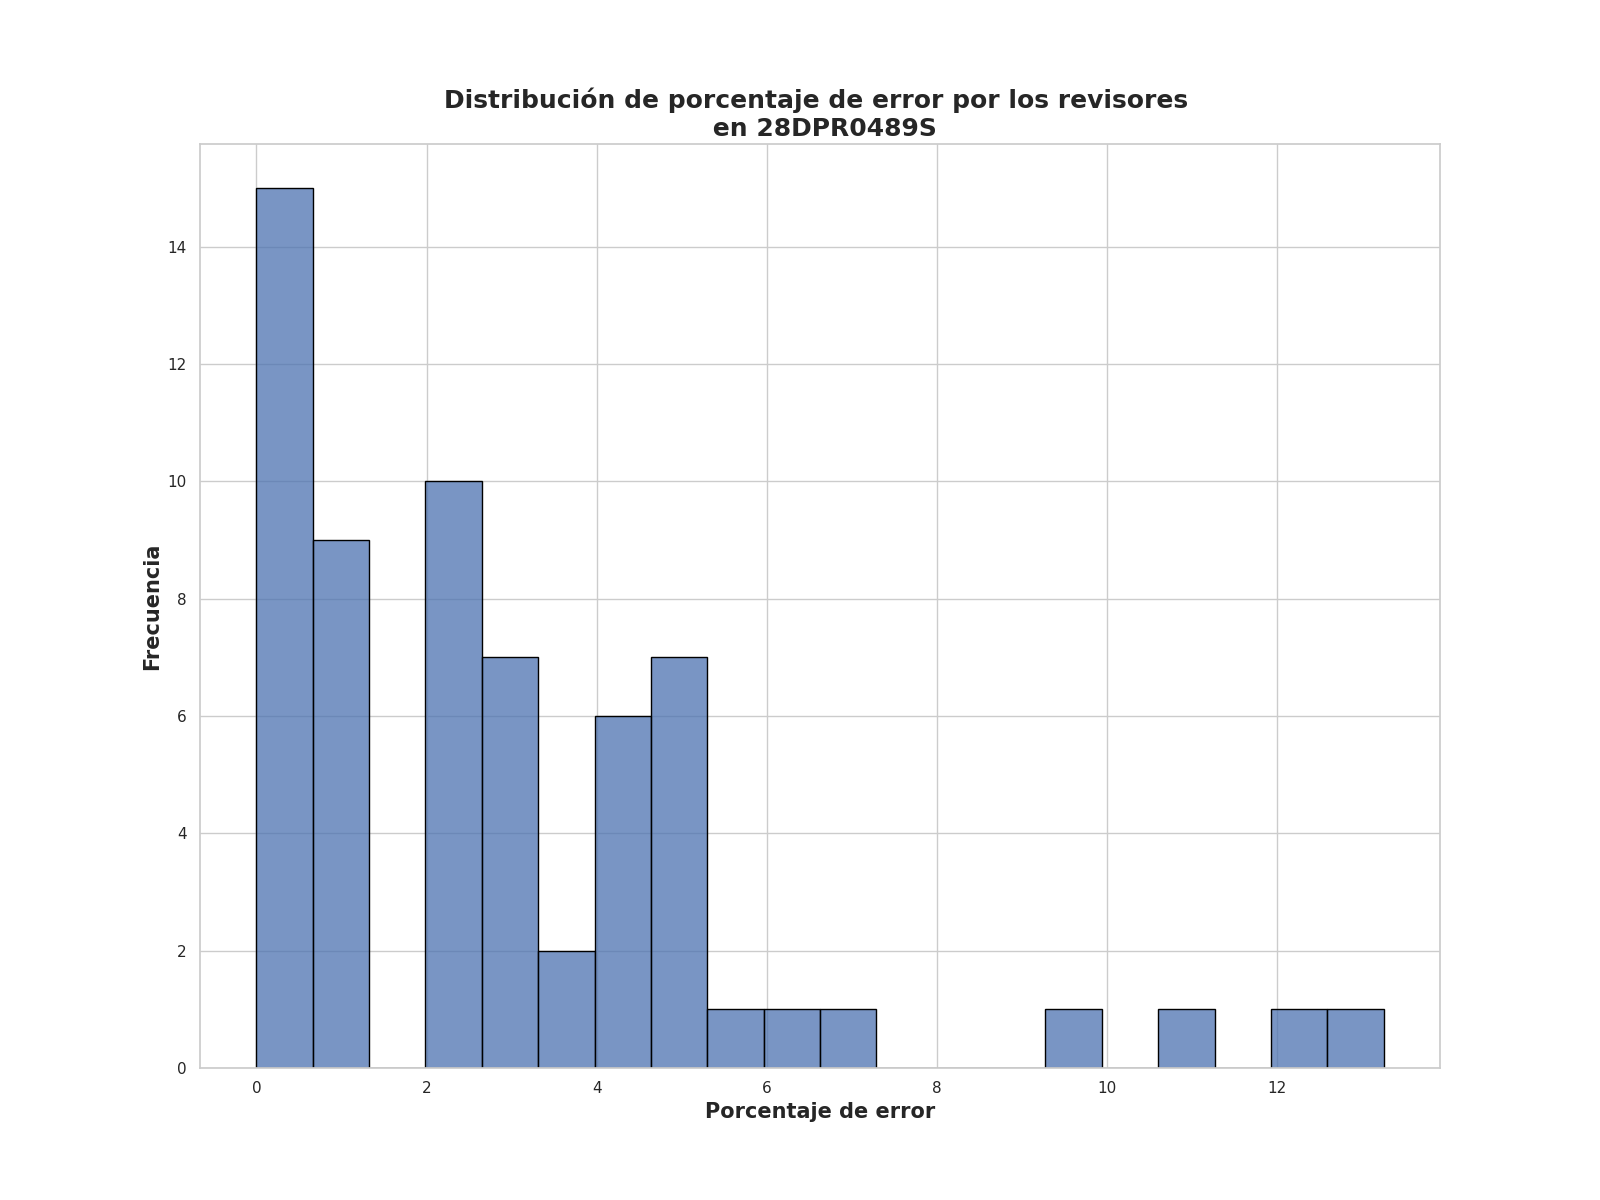 Distribución de porcentaje de error por los revisores
en 28DPR0489S
14
12
10
8
6
4
2
0
Frecuencia
0 2 4 6 8 10 12
Porcentaje de error